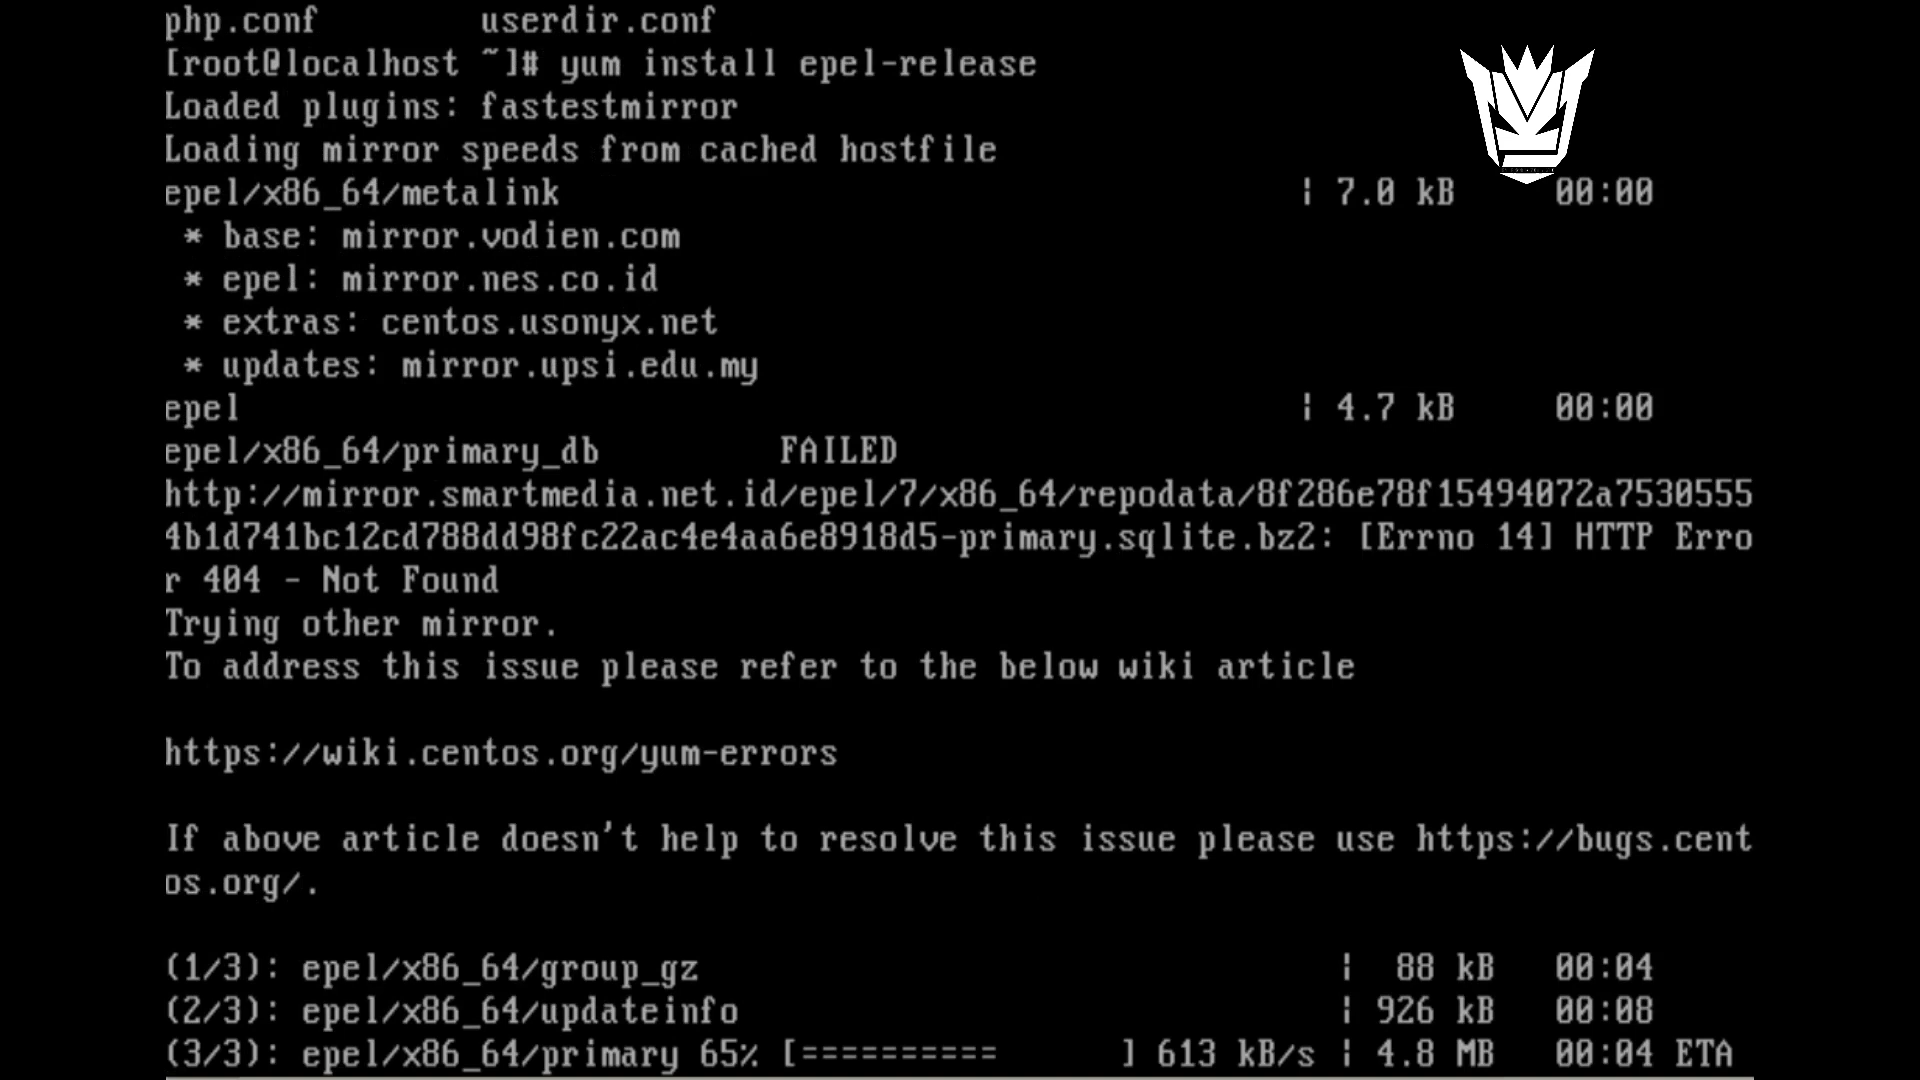 php.conf userdir.conf
[root@localhost ~]# yum install epel-release
Loaded plugins: fastestmirror
Loading mirror speeds from cached hostfile
epel/x86_64/metalink | 7.0 kB 00:00
* base: mirror.vodien.com
* epel: mirror.nes.co.id
* extras: centos.usonyx.net
* updates: mirror.upsi.edu.my
epel | 4.7 kB 00:00
epel/x86_64/primary_db FAILED
http://mirror.smartmedia.net.id/epel/7/x86_64/repodata/8f286e78f15494072a7530555
4b1d741bc12cd788dd98fc22ac4e4aa6e8918d5-primary.sqlite.bz2: [Errno 14] HTTP Erro
r 404 - Not Found
Trying other mirror.
To address this issue please refer to the below wiki article
https://wiki.centos.org/yum-errors
If above article doesn't help to resolve this issue please use https://bugs.cent
os.org/.
(1/3): epel/x86_64/group_gz | 88 kB 00:04
(2/3): epel/x86_64/updateinfo | 926 kB 00:08
(3/3): epel/x86_64/primary 65% [========== ] 613 kB/s | 4.8 MB 00:04 ETA